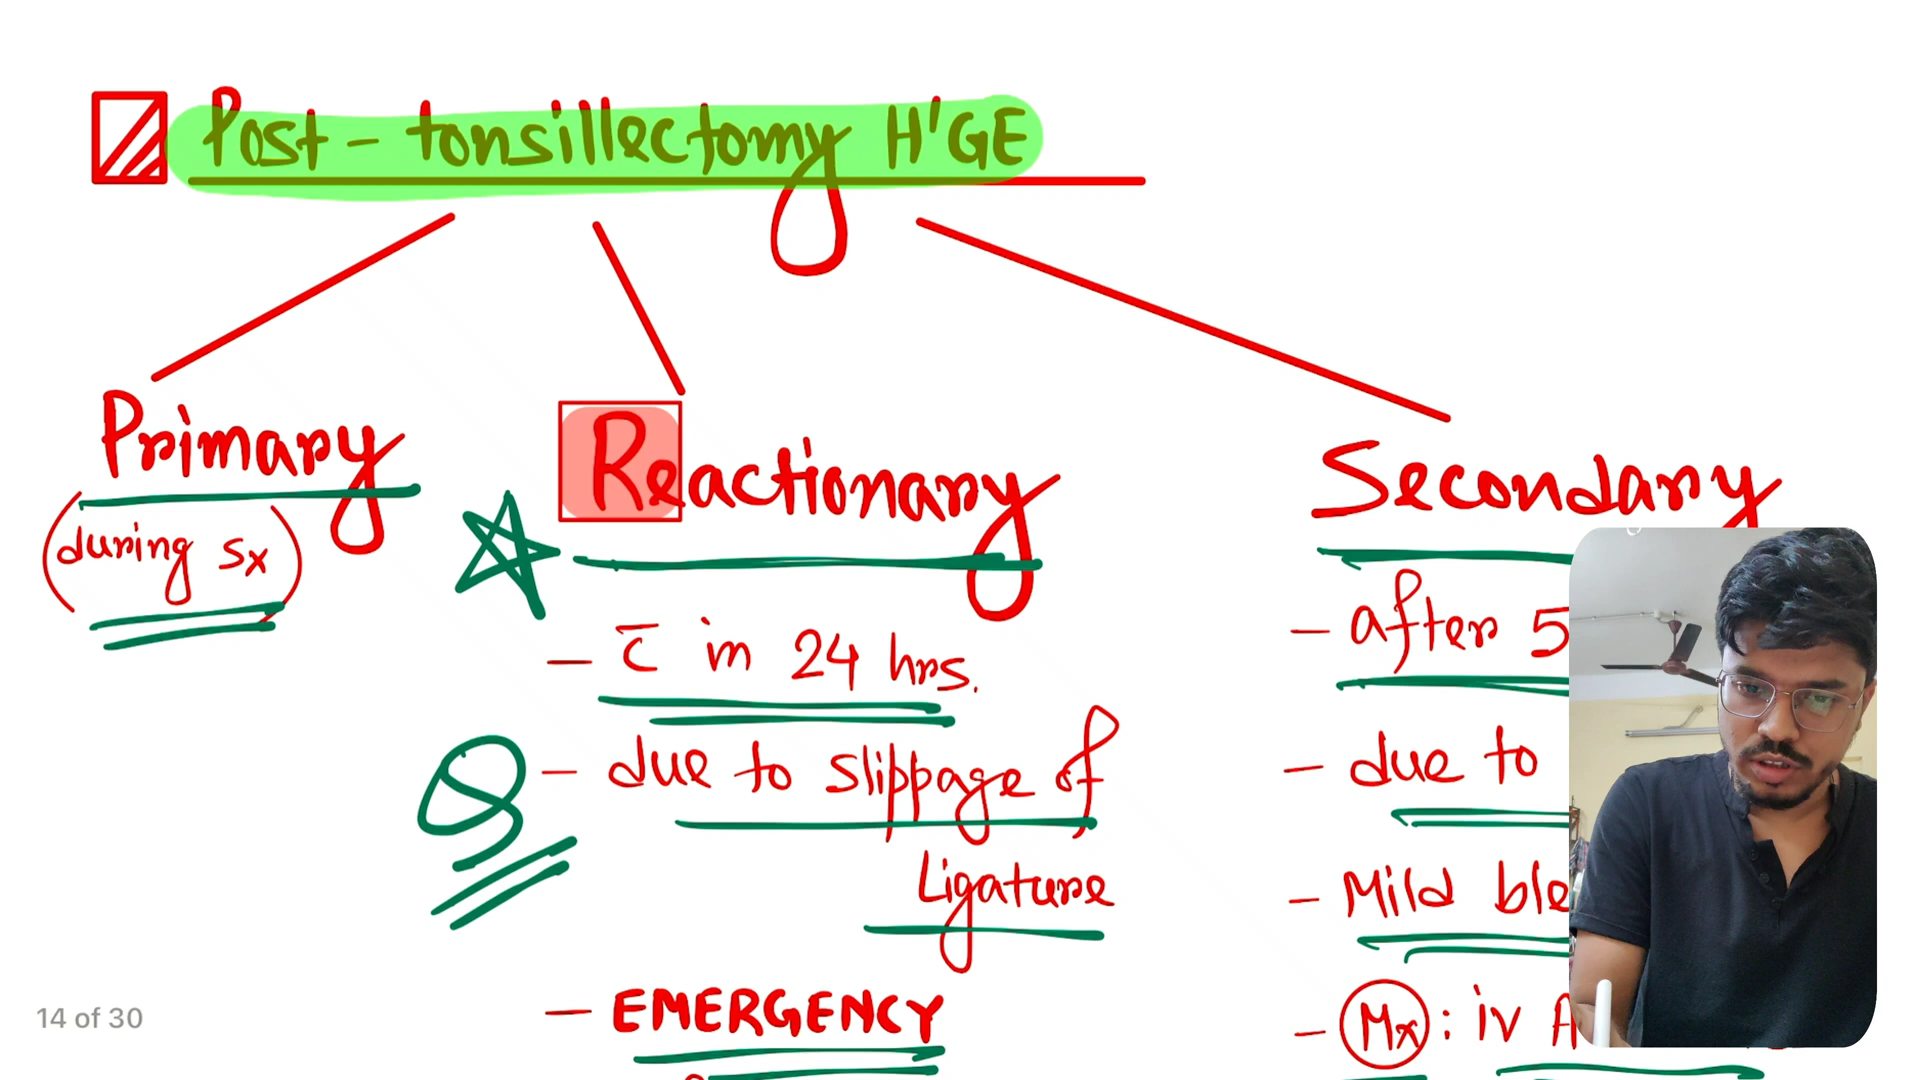 Post - tonsillectomy H'GE
Primary
(during Sx)
Reactionary
- c̄ in 24 hrs.
- due to slippage of
Ligature
- EMERGENCY
Secondary
- after 5
- due to
- Mild ble
- Mx : iv A
14 of 30